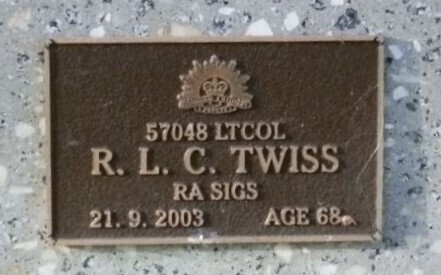 57048 LTCOL
R. L. C. TWISS
RA SIGS
21. 9. 2003 AGE 68